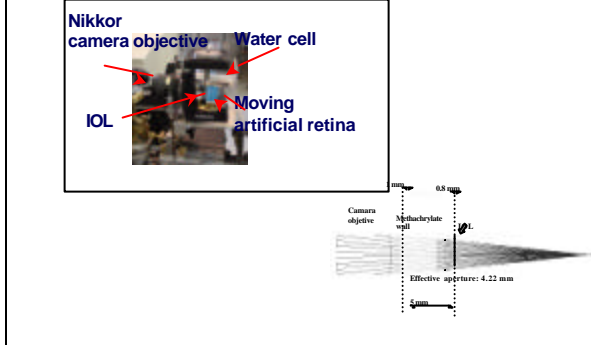 Nikkor
camera objective
Water cell
IOL
Moving
artificial retina
mm
0.8 mm
Camara
objetive
Methachrylate
wall
Effective aperture: 4.22 mm
5 mm